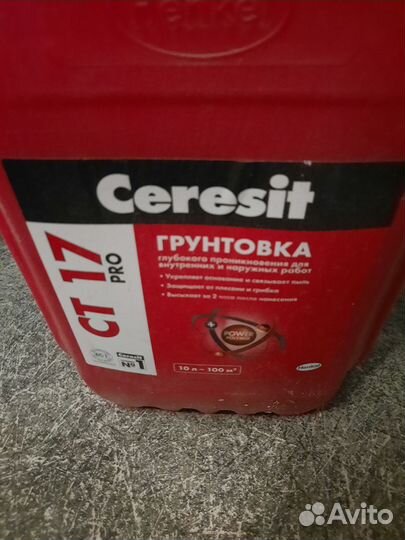 Henkel
Ceresit
CT 17
PRO
ГРУНТОВКА
глубокого проникновения для
внутренних и наружных работ
• Укрепляет основание и связывает пыль
• Защищает от плесени и грибка
• Высыхает за 2 часа после нанесения
POWER
Ceresit
№1
10 л ~ 100 м²
Henkel
Avito